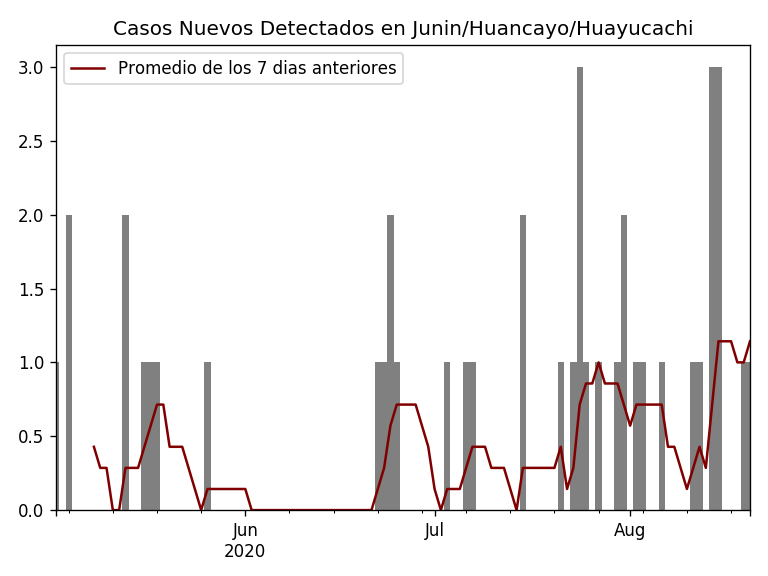 Casos Nuevos Detectados en Junin/Huancayo/Huayucachi
Promedio de los 7 dias anteriores
3.0
2.5
2.0
1.5
1.0
0.5
0.0
Jun
2020
Jul
Aug